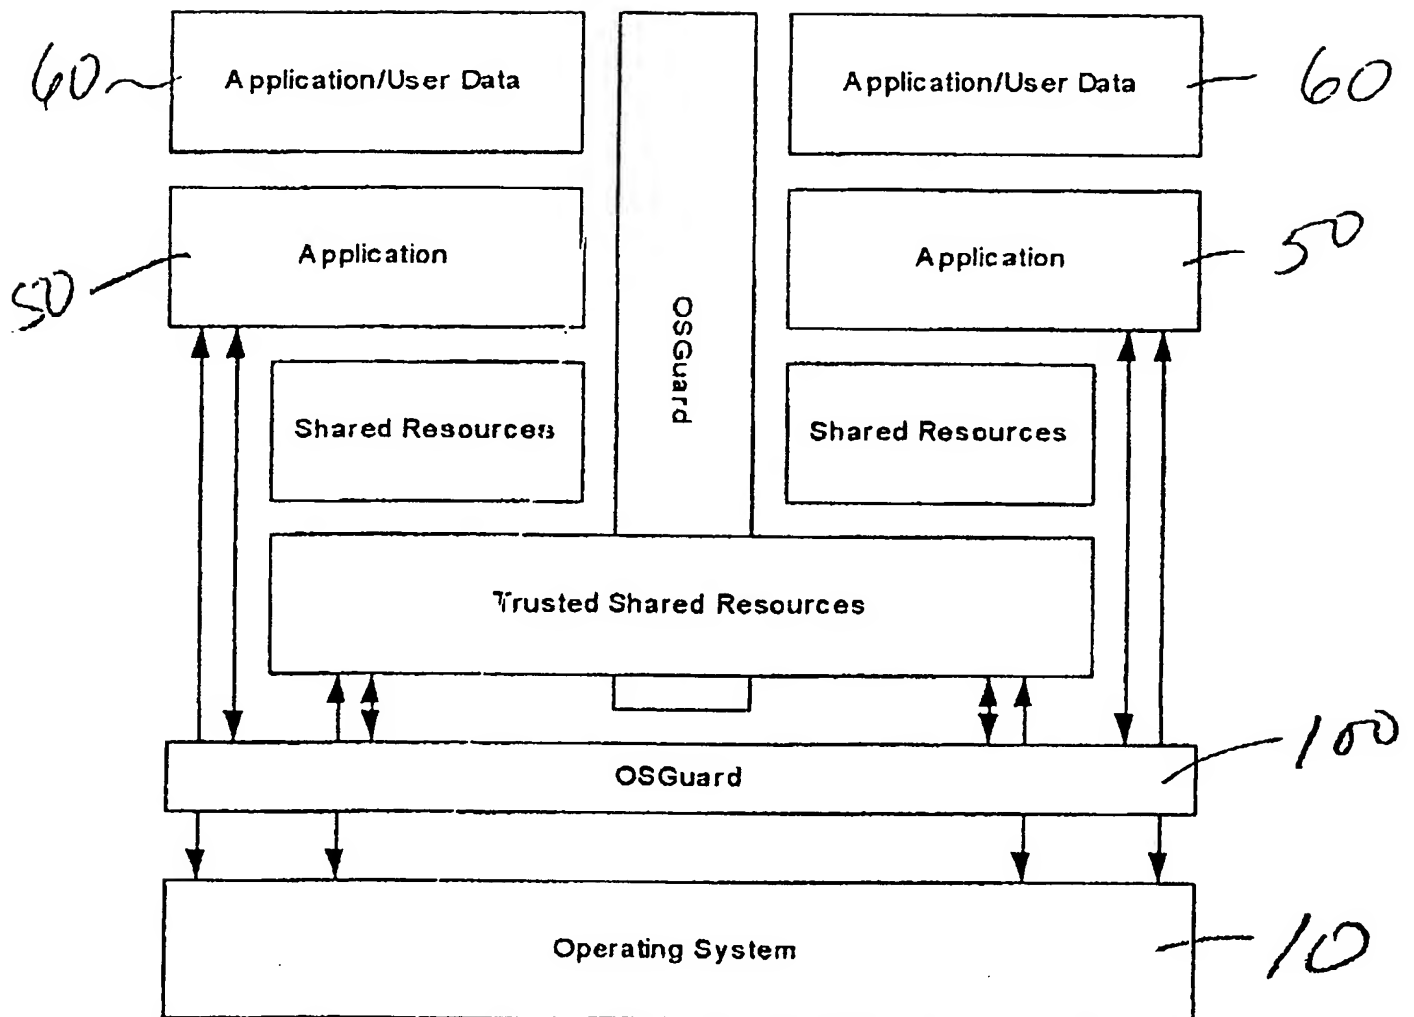 60
Application/User Data
Application/User Data
60
50
Application
Application
50
OSGuard
Shared Resources
Shared Resources
Trusted Shared Resources
OSGuard
100
Operating System
10